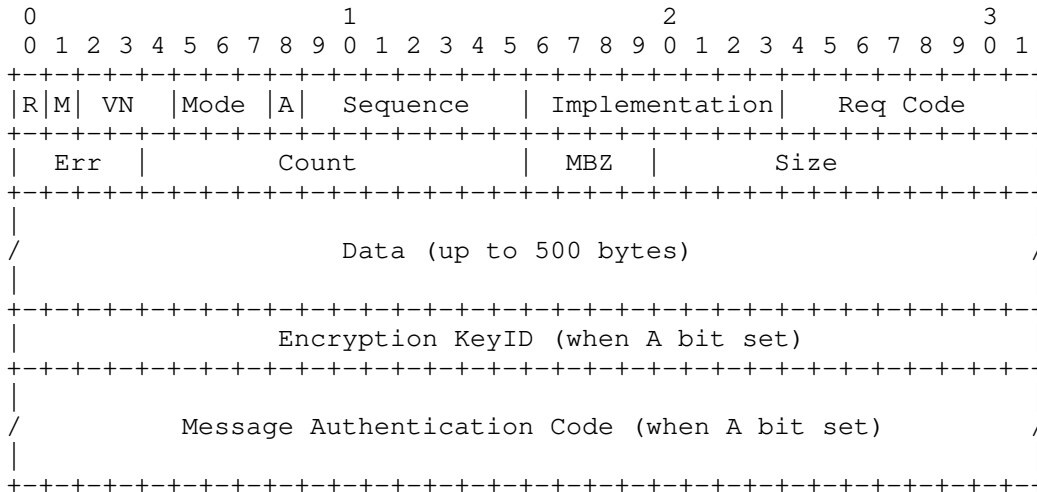 0                   1                   2                   3
 0 1 2 3 4 5 6 7 8 9 0 1 2 3 4 5 6 7 8 9 0 1 2 3 4 5 6 7 8 9 0 1
+-+-+-+-+-+-+-+-+-+-+-+-+-+-+-+-+-+-+-+-+-+-+-+-+-+-+-+-+-+-+-+-
|R|M| VN  |Mode |A|  Sequence   | Implementation|   Req Code
+-+-+-+-+-+-+-+-+-+-+-+-+-+-+-+-+-+-+-+-+-+-+-+-+-+-+-+-+-+-+-+-
|  Err  |        Count          |  MBZ  |       Size
+-+-+-+-+-+-+-+-+-+-+-+-+-+-+-+-+-+-+-+-+-+-+-+-+-+-+-+-+-+-+-+-
|
/                    Data (up to 500 bytes)                     /
|
+-+-+-+-+-+-+-+-+-+-+-+-+-+-+-+-+-+-+-+-+-+-+-+-+-+-+-+-+-+-+-+-
|                Encryption KeyID (when A bit set)
+-+-+-+-+-+-+-+-+-+-+-+-+-+-+-+-+-+-+-+-+-+-+-+-+-+-+-+-+-+-+-+-
|
/          Message Authentication Code (when A bit set)         /
|
+-+-+-+-+-+-+-+-+-+-+-+-+-+-+-+-+-+-+-+-+-+-+-+-+-+-+-+-+-+-+-+-